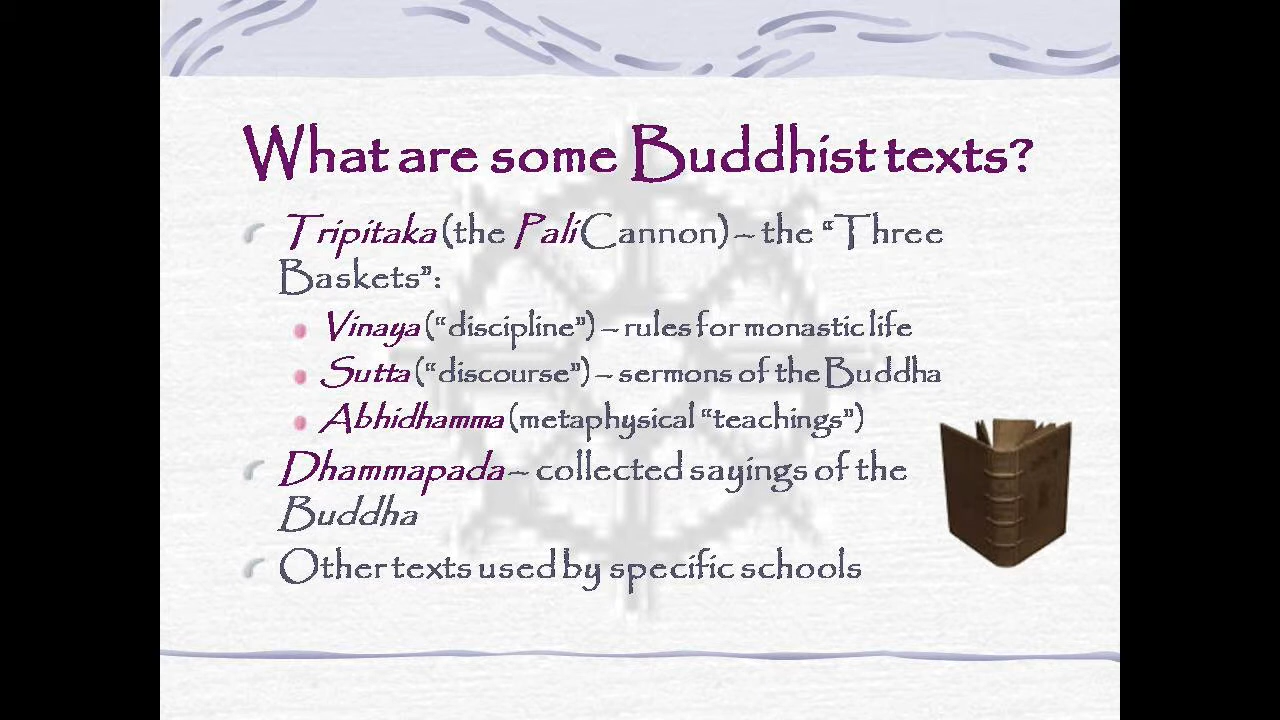 What are some Buddhist texts?
Tripitaka (the Pali Cannon) – the “Three
Baskets”:
Vinaya (“discipline”) – rules for monastic life
Sutta (“discourse”) – sermons of the Buddha
Abhidhamma (metaphysical “teachings”)
Dhammapada – collected sayings of the
Buddha
Other texts used by specific schools